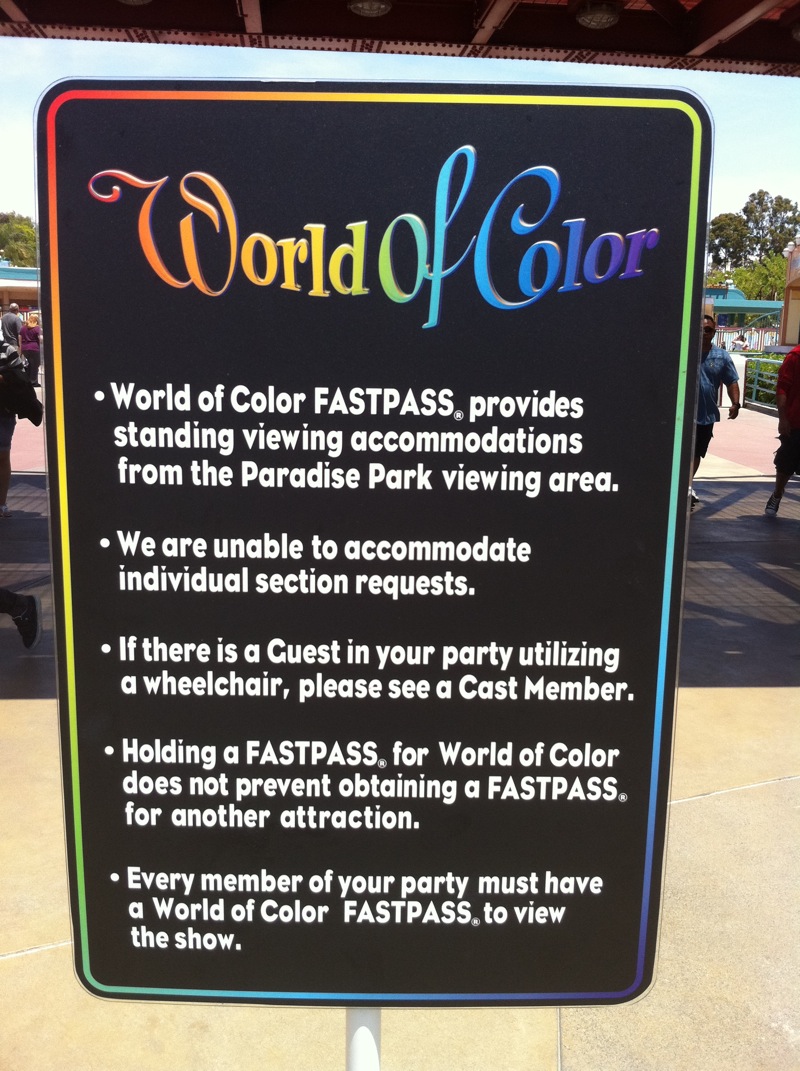 World of Color
• World of Color FASTPASS® provides
standing viewing accommodations
from the Paradise Park viewing area.
• We are unable to accommodate
individual section requests.
• If there is a Guest in your party utilizing
a wheelchair, please see a Cast Member.
• Holding a FASTPASS® for World of Color
does not prevent obtaining a FASTPASS®
for another attraction.
• Every member of your party must have
a World of Color FASTPASS® to view
the show.